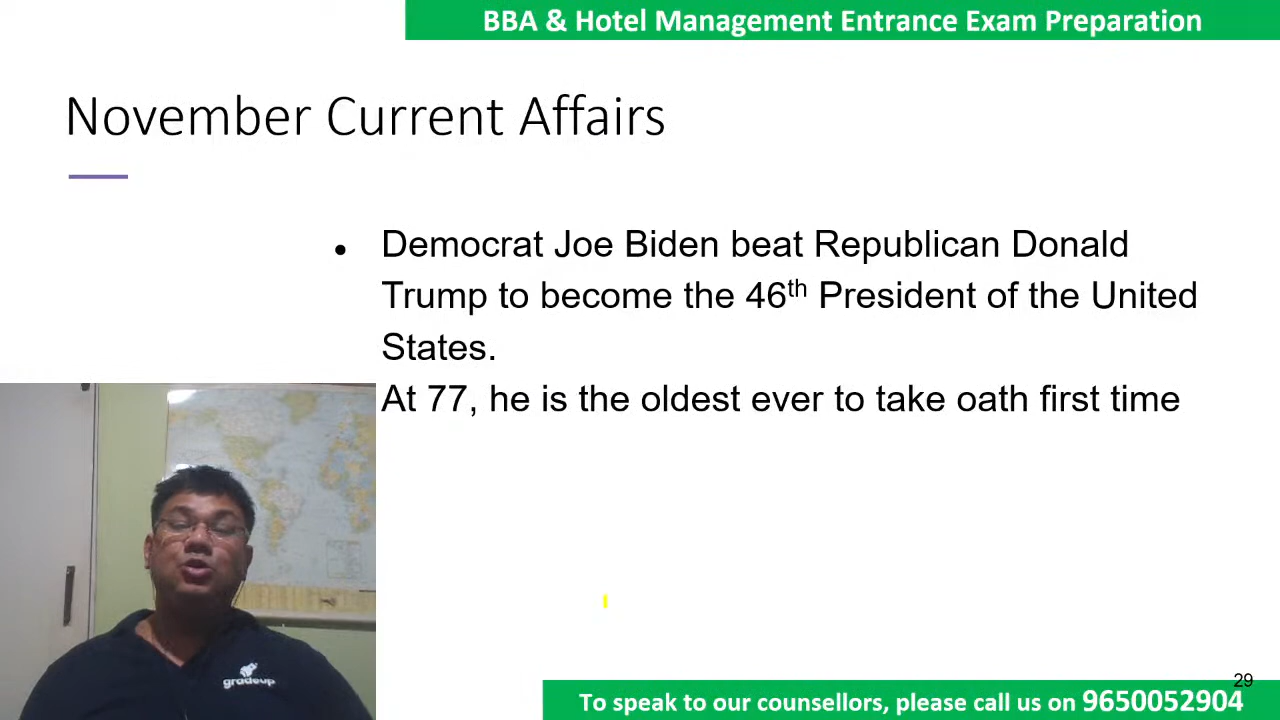 BBA & Hotel Management Entrance Exam Preparation
November Current Affairs
• Democrat Joe Biden beat Republican Donald
Trump to become the 46th President of the United
States.
At 77, he is the oldest ever to take oath first time
gradeup
29
To speak to our counsellors, please call us on 9650052904